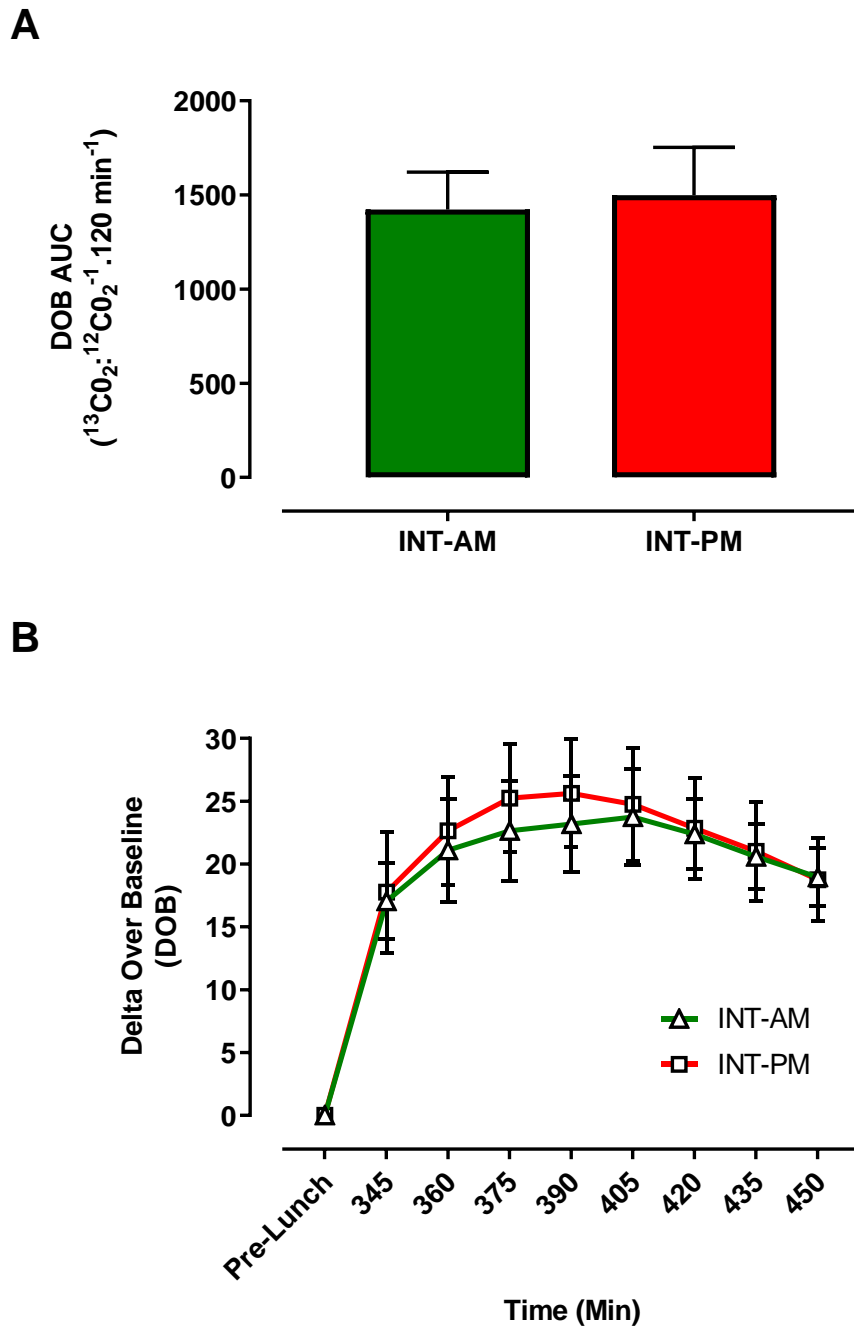 A
2000
1500
1000
500
0
DOB AUC
(¹³C0₂:¹²C0₂⁻¹.120 min⁻¹)
INT-AM INT-PM
B
30
25
20
15
10
5
0
Delta Over Baseline
(DOB)
INT-AM
INT-PM
Pre-Lunch 345 360 375 390 405 420 435 450
Time (Min)